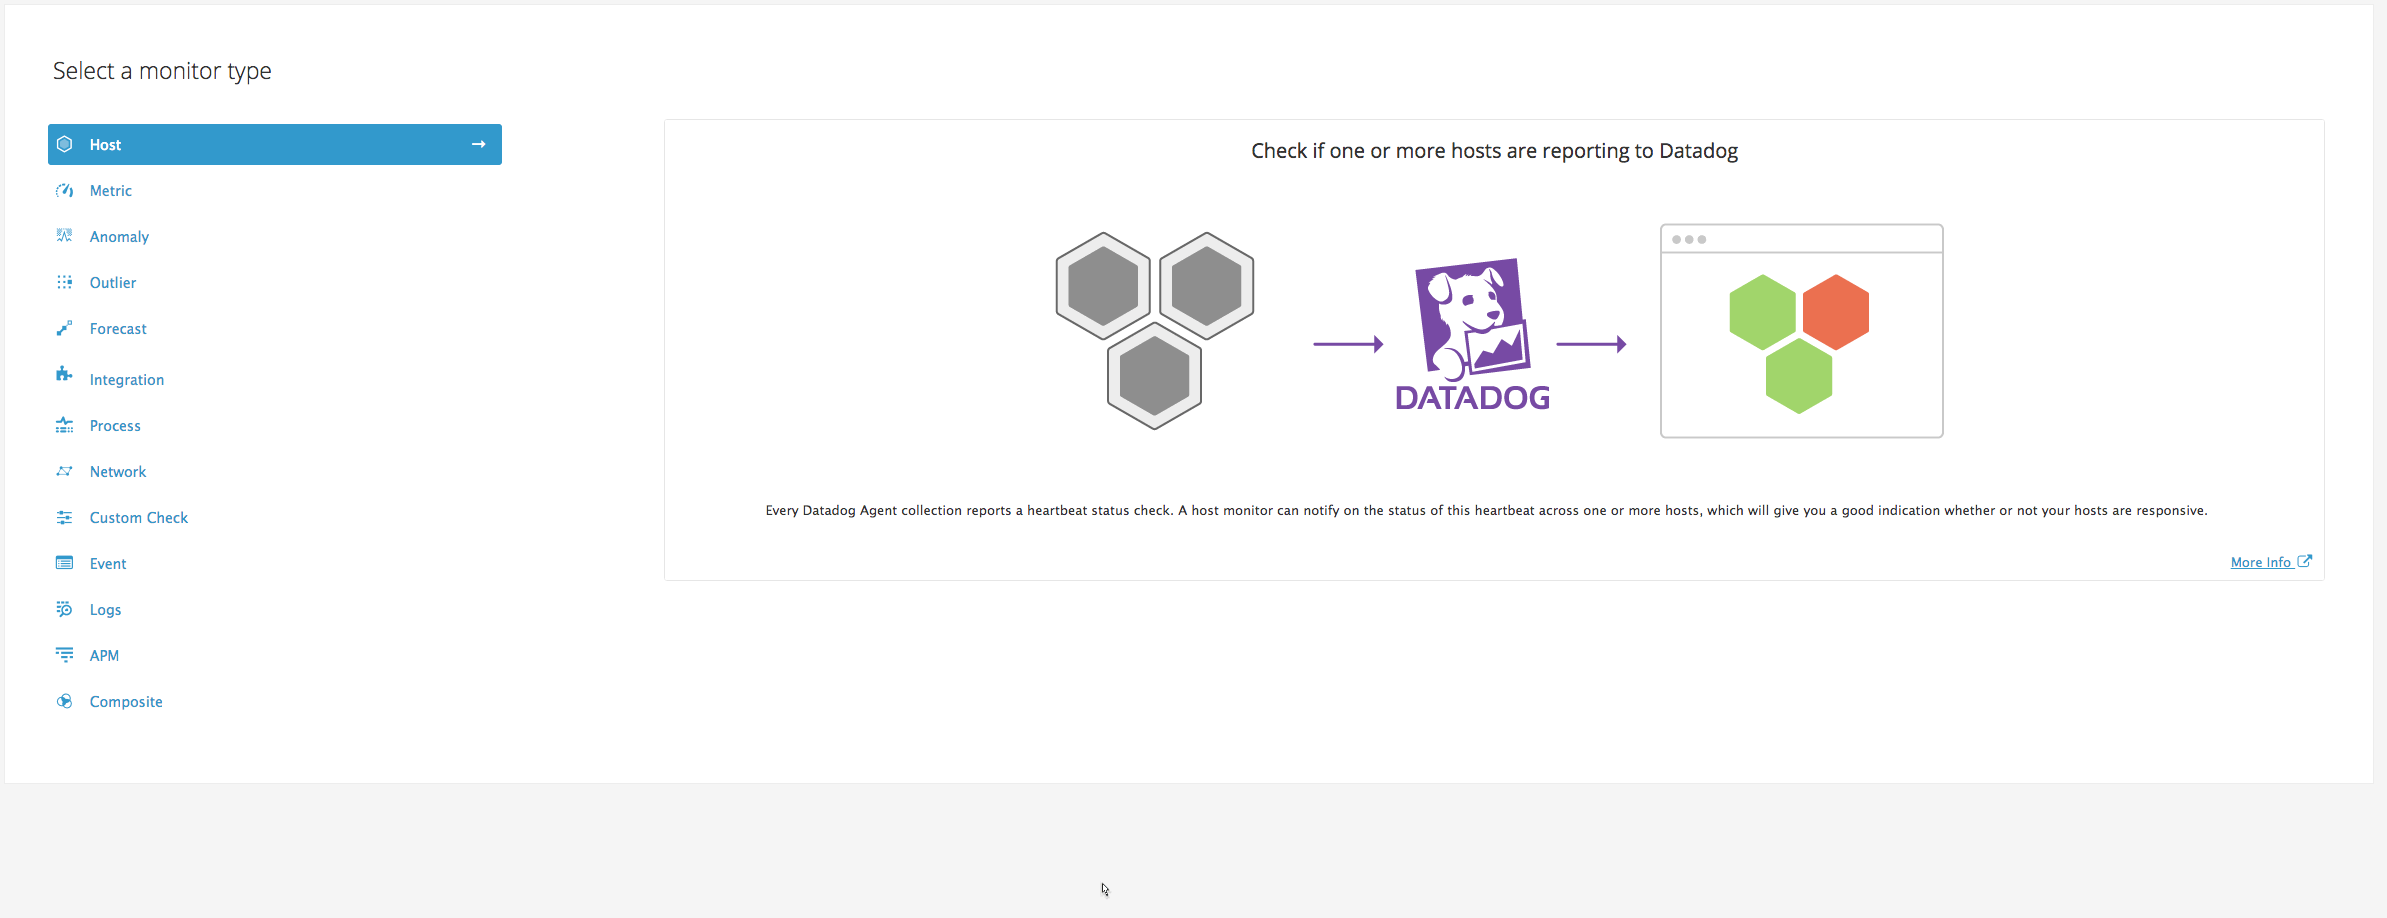 Select a monitor type
Host
Metric
Anomaly
Outlier
Forecast
Integration
Process
Network
Custom Check
Event
Logs
APM
Composite
Check if one or more hosts are reporting to Datadog
DATADOG
Every Datadog Agent collection reports a heartbeat status check. A host monitor can notify on the status of this heartbeat across one or more hosts, which will give you a good indication whether or not your hosts are responsive.
More Info